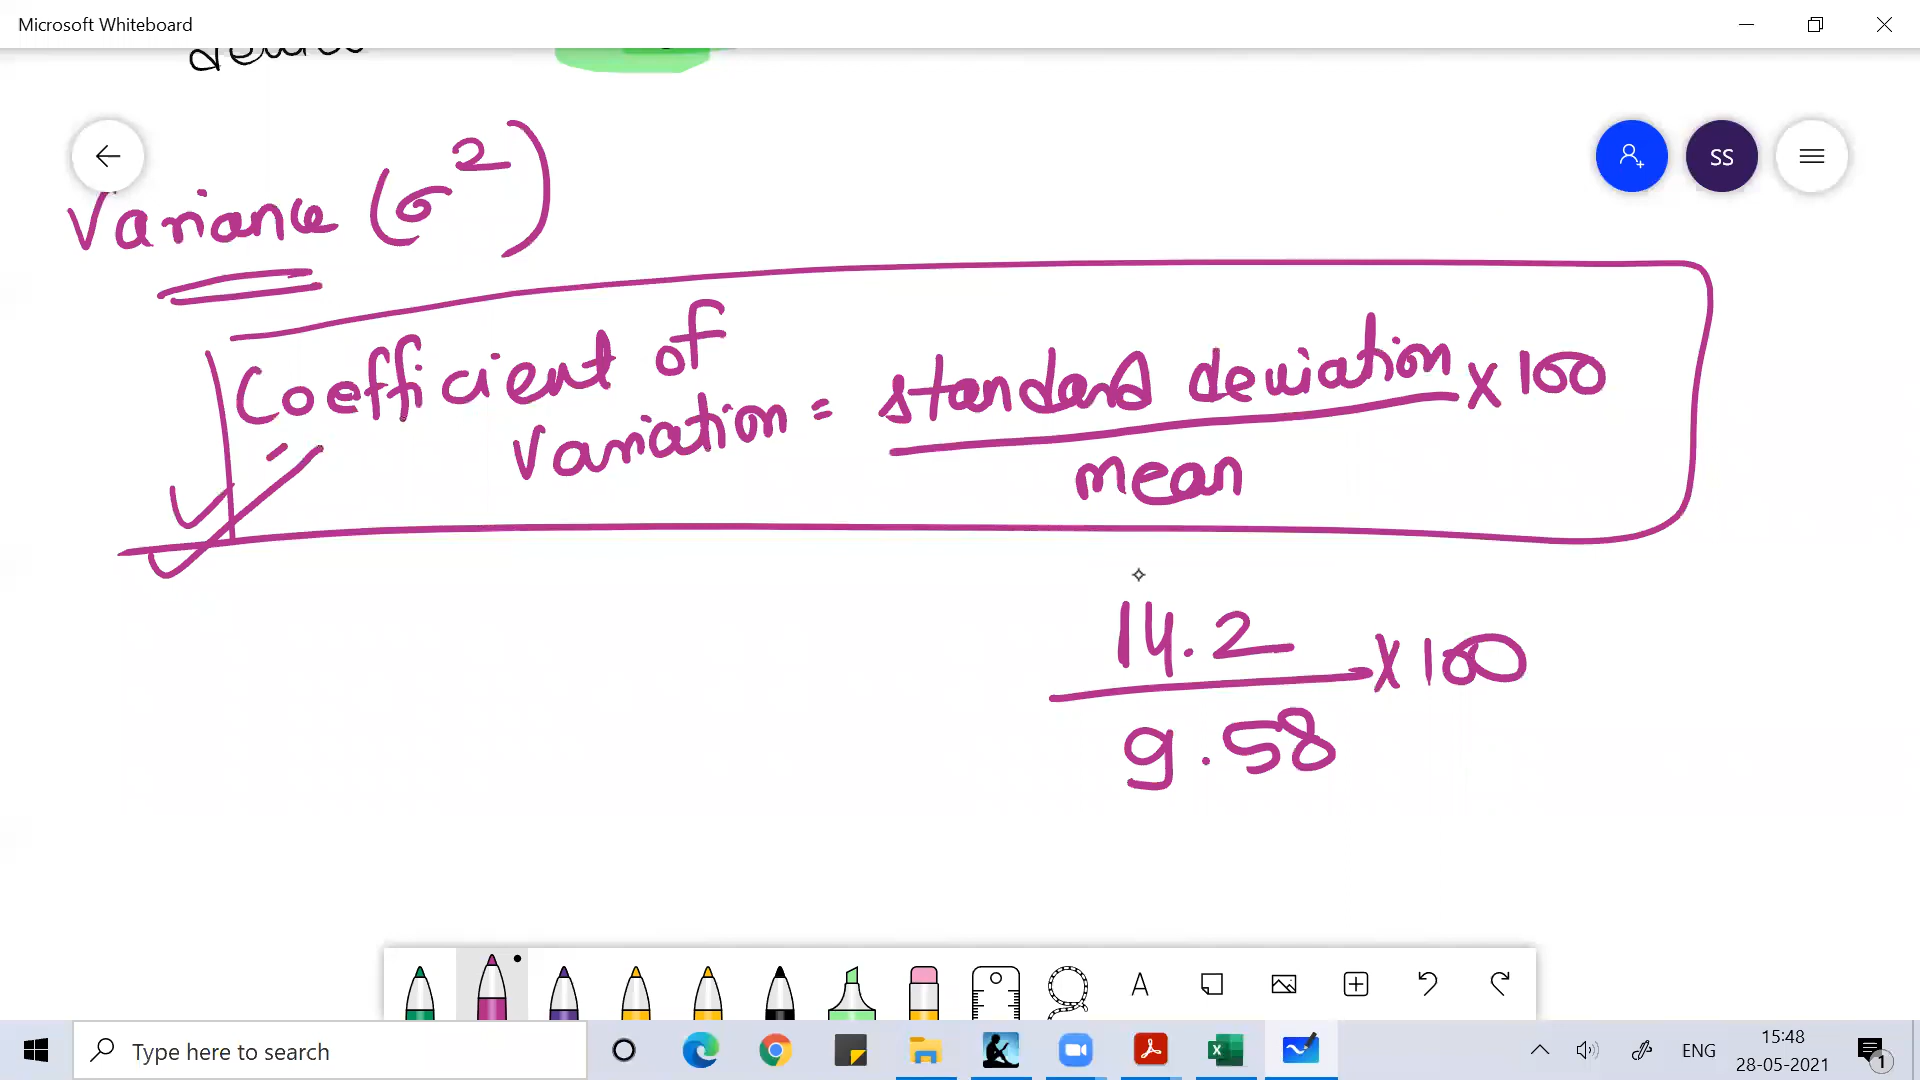 Microsoft Whiteboard
Variance (σ²)
SS
Coefficient of
variation = standard deviation × 100
mean
14.2
× 100
9.58
A
Type here to search
ENG
15:48
28-05-2021
1